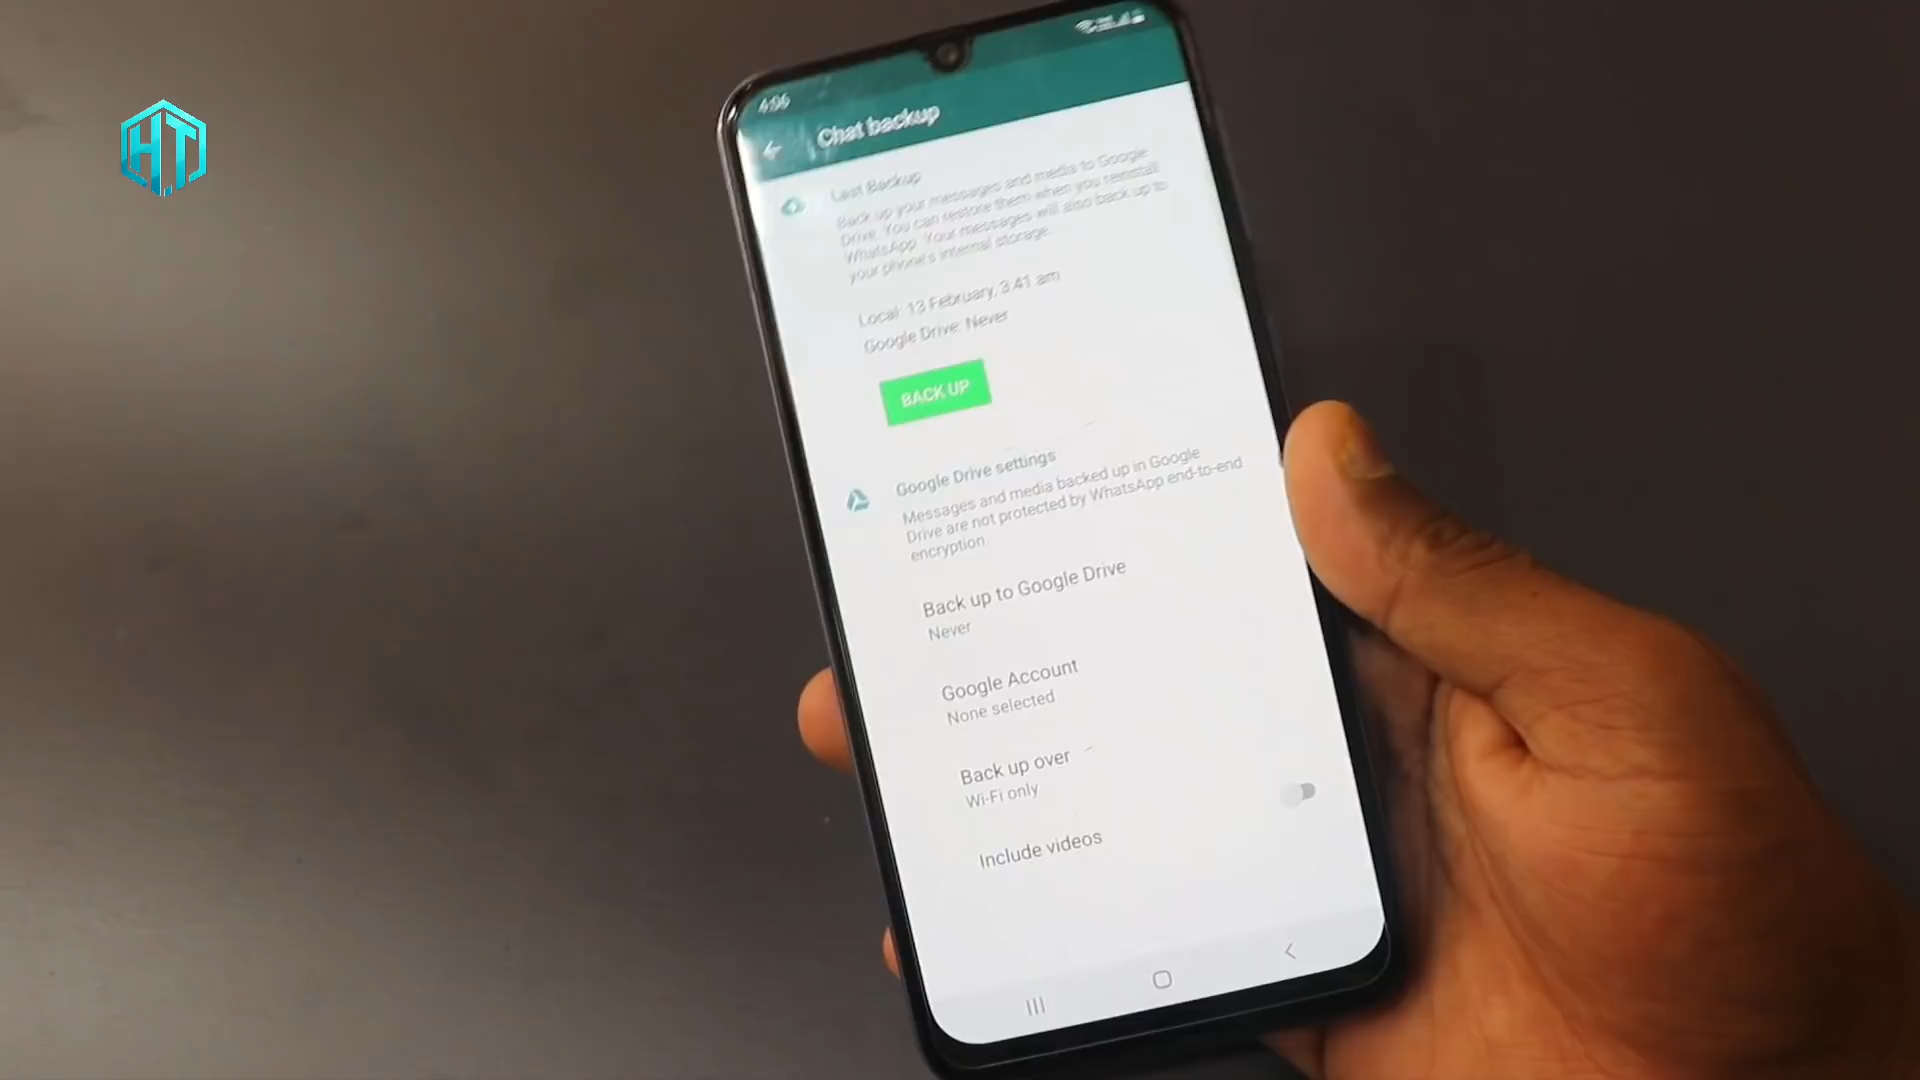 H.T
4:06
Chat backup
Last Backup
Back up your messages and media to Google
Drive. You can restore them when you reinstall
WhatsApp. Your messages will also back up to
your phone's internal storage.
Local: 13 February, 3:41 am
Google Drive: Never
BACK UP
Google Drive settings
Messages and media backed up in Google
Drive are not protected by WhatsApp end-to-end
encryption.
Back up to Google Drive
Never
Google Account
None selected
Back up over
Wi-Fi only
Include videos